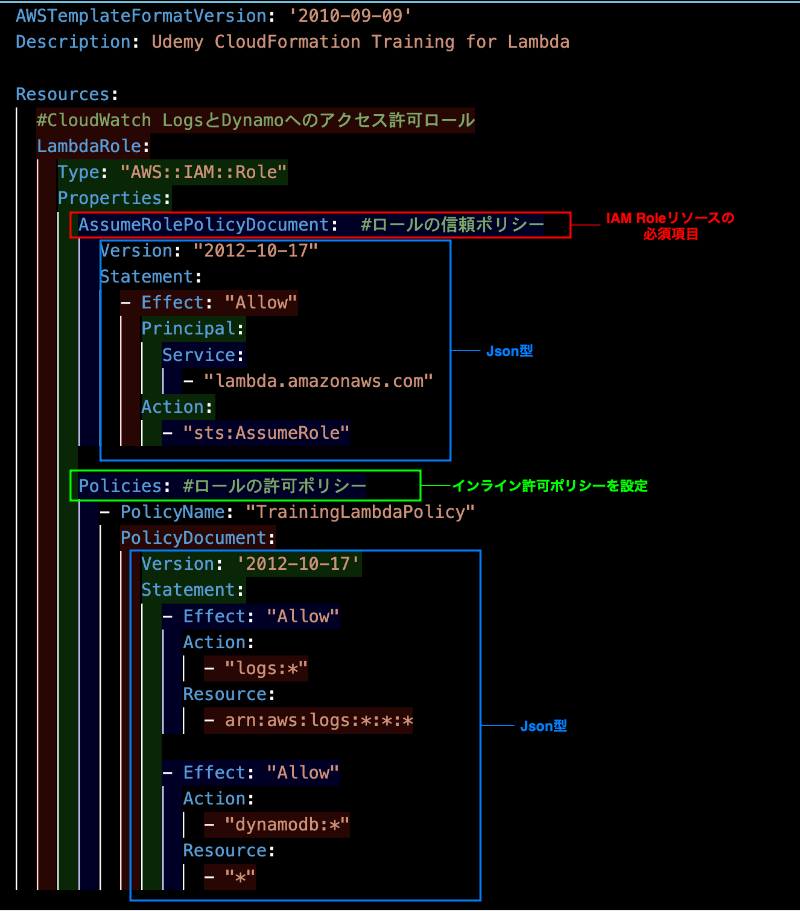 AWSTemplateFormatVersion: '2010-09-09'
Description: Udemy CloudFormation Training for Lambda
Resources:
#CloudWatch LogsとDynamoへのアクセス許可ロール
LambdaRole:
Type: "AWS::IAM::Role"
Properties:
AssumeRolePolicyDocument: #ロールの信頼ポリシー
IAM Roleリソースの
必須項目
Version: "2012-10-17"
Statement:
- Effect: "Allow"
Principal:
Service:
Json型
- "lambda.amazonaws.com"
Action:
- "sts:AssumeRole"
Policies: #ロールの許可ポリシー
インライン許可ポリシーを設定
- PolicyName: "TrainingLambdaPolicy"
PolicyDocument:
Version: '2012-10-17'
Statement:
- Effect: "Allow"
Action:
- "logs:*"
Resource:
- arn:aws:logs:*:*:*
Json型
- Effect: "Allow"
Action:
- "dynamodb:*"
Resource:
- "*"